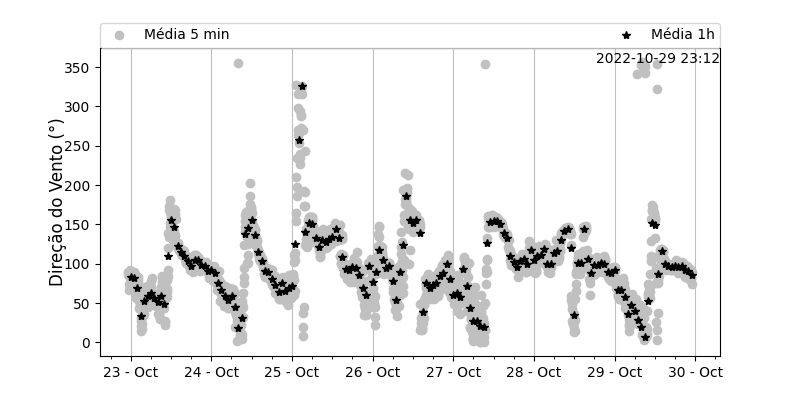 Média 5 min
Média 1h
2022-10-29 23:12
Direção do Vento (°)
350
300
250
200
150
100
50
0
23 - Oct
24 - Oct
25 - Oct
26 - Oct
27 - Oct
28 - Oct
29 - Oct
30 - Oct